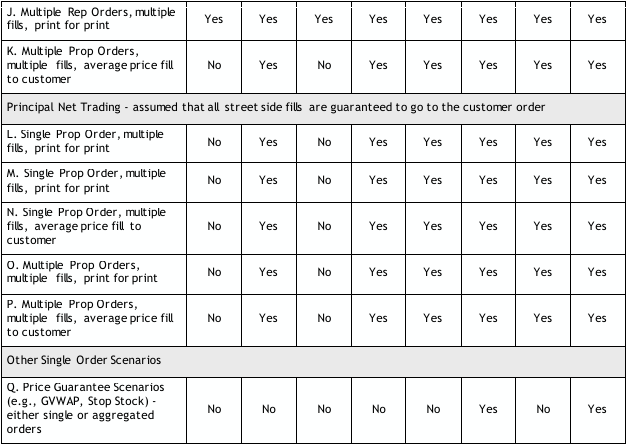 J. Multiple Rep Orders, multiple
fills, print for print
Yes Yes Yes Yes Yes Yes Yes Yes
K. Multiple Prop Orders,
multiple fills, average price fill
to customer
No Yes No Yes Yes Yes Yes Yes
Principal Net Trading - assumed that all street side fills are guaranteed to go to the customer order
L. Single Prop Order, multiple
fills, print for print
No Yes No Yes Yes Yes Yes Yes
M. Single Prop Order, multiple
fills, print for print
No Yes No Yes Yes Yes Yes Yes
N. Single Prop Order, multiple
fills, average price fill to
customer
No Yes No Yes Yes Yes Yes Yes
O. Multiple Prop Orders,
multiple fills, print for print
No Yes No Yes Yes Yes Yes Yes
P. Multiple Prop Orders,
multiple fills, average price fill
to customer
No Yes No Yes Yes Yes Yes Yes
Other Single Order Scenarios
Q. Price Guarantee Scenarios
(e.g., GVWAP, Stop Stock) -
either single or aggregated
orders
No No No No No Yes No Yes